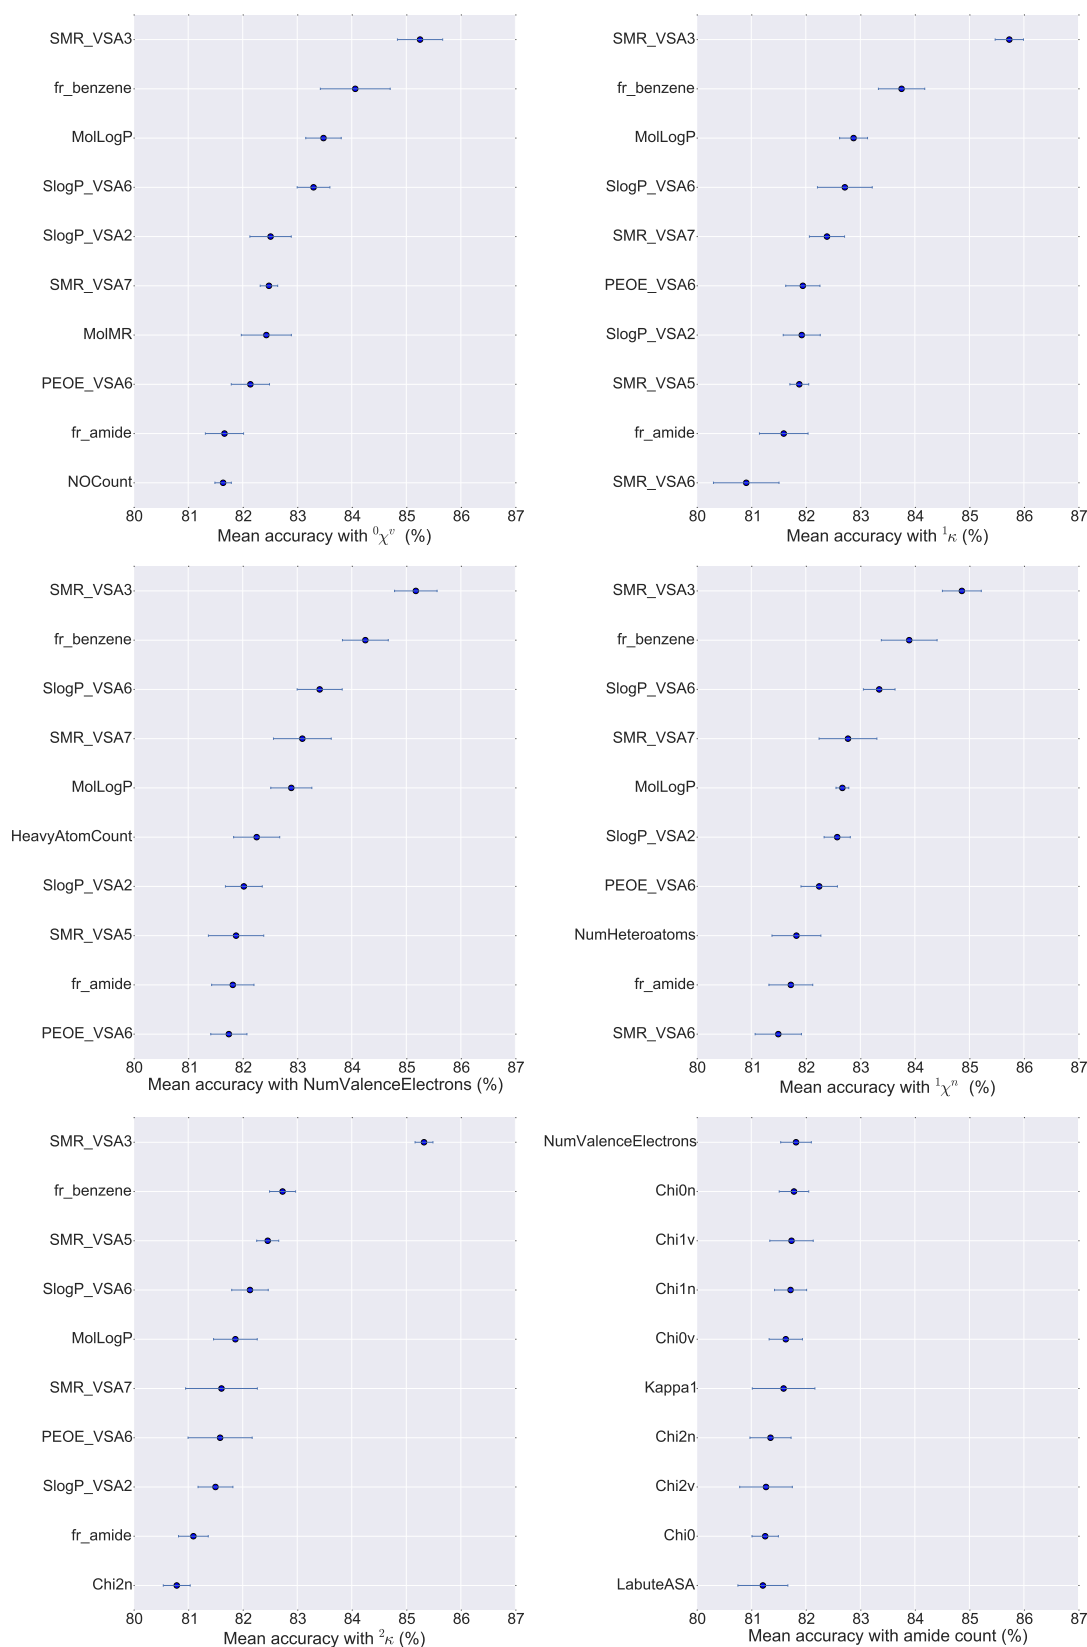 SMR_VSA3
fr_benzene
MolLogP
SlogP_VSA6
SlogP_VSA2
SMR_VSA7
MolMR
PEOE_VSA6
fr_amide
NOCount
80 81 82 83 84 85 86 87
Mean accuracy with ⁰χᵛ (%)
SMR_VSA3
fr_benzene
MolLogP
SlogP_VSA6
SMR_VSA7
PEOE_VSA6
SlogP_VSA2
SMR_VSA5
fr_amide
SMR_VSA6
80 81 82 83 84 85 86 87
Mean accuracy with ¹κ (%)
SMR_VSA3
fr_benzene
SlogP_VSA6
SMR_VSA7
MolLogP
HeavyAtomCount
SlogP_VSA2
SMR_VSA5
fr_amide
PEOE_VSA6
80 81 82 83 84 85 86 87
Mean accuracy with NumValenceElectrons (%)
SMR_VSA3
fr_benzene
SlogP_VSA6
SMR_VSA7
MolLogP
SlogP_VSA2
PEOE_VSA6
NumHeteroatoms
fr_amide
SMR_VSA6
80 81 82 83 84 85 86 87
Mean accuracy with ¹χⁿ (%)
SMR_VSA3
fr_benzene
SMR_VSA5
SlogP_VSA6
MolLogP
SMR_VSA7
PEOE_VSA6
SlogP_VSA2
fr_amide
Chi2n
80 81 82 83 84 85 86 87
Mean accuracy with ²κ (%)
NumValenceElectrons
Chi0n
Chi1v
Chi1n
Chi0v
Kappa1
Chi2n
Chi2v
Chi0
LabuteASA
80 81 82 83 84 85 86 87
Mean accuracy with amide count (%)